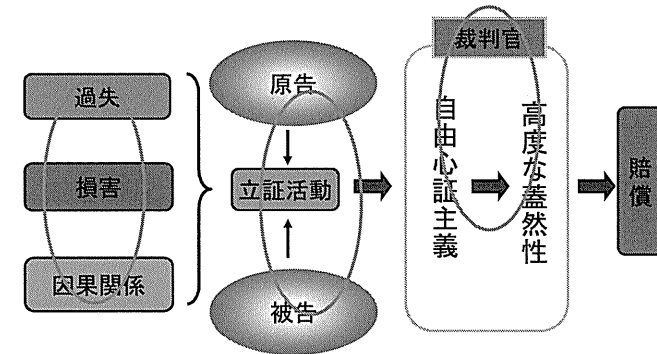 過失
損害
因果関係
原告
立証活動
被告
裁判官
自由心証主義
高度な蓋然性
賠償